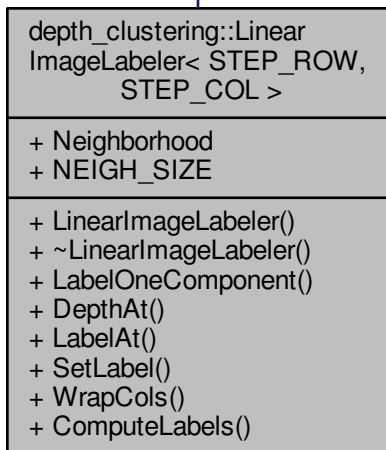 depth_clustering::Linear
ImageLabeler< STEP_ROW,
STEP_COL >
+ Neighborhood
+ NEIGH_SIZE
+ LinearImageLabeler()
+ ~LinearImageLabeler()
+ LabelOneComponent()
+ DepthAt()
+ LabelAt()
+ SetLabel()
+ WrapCols()
+ ComputeLabels()